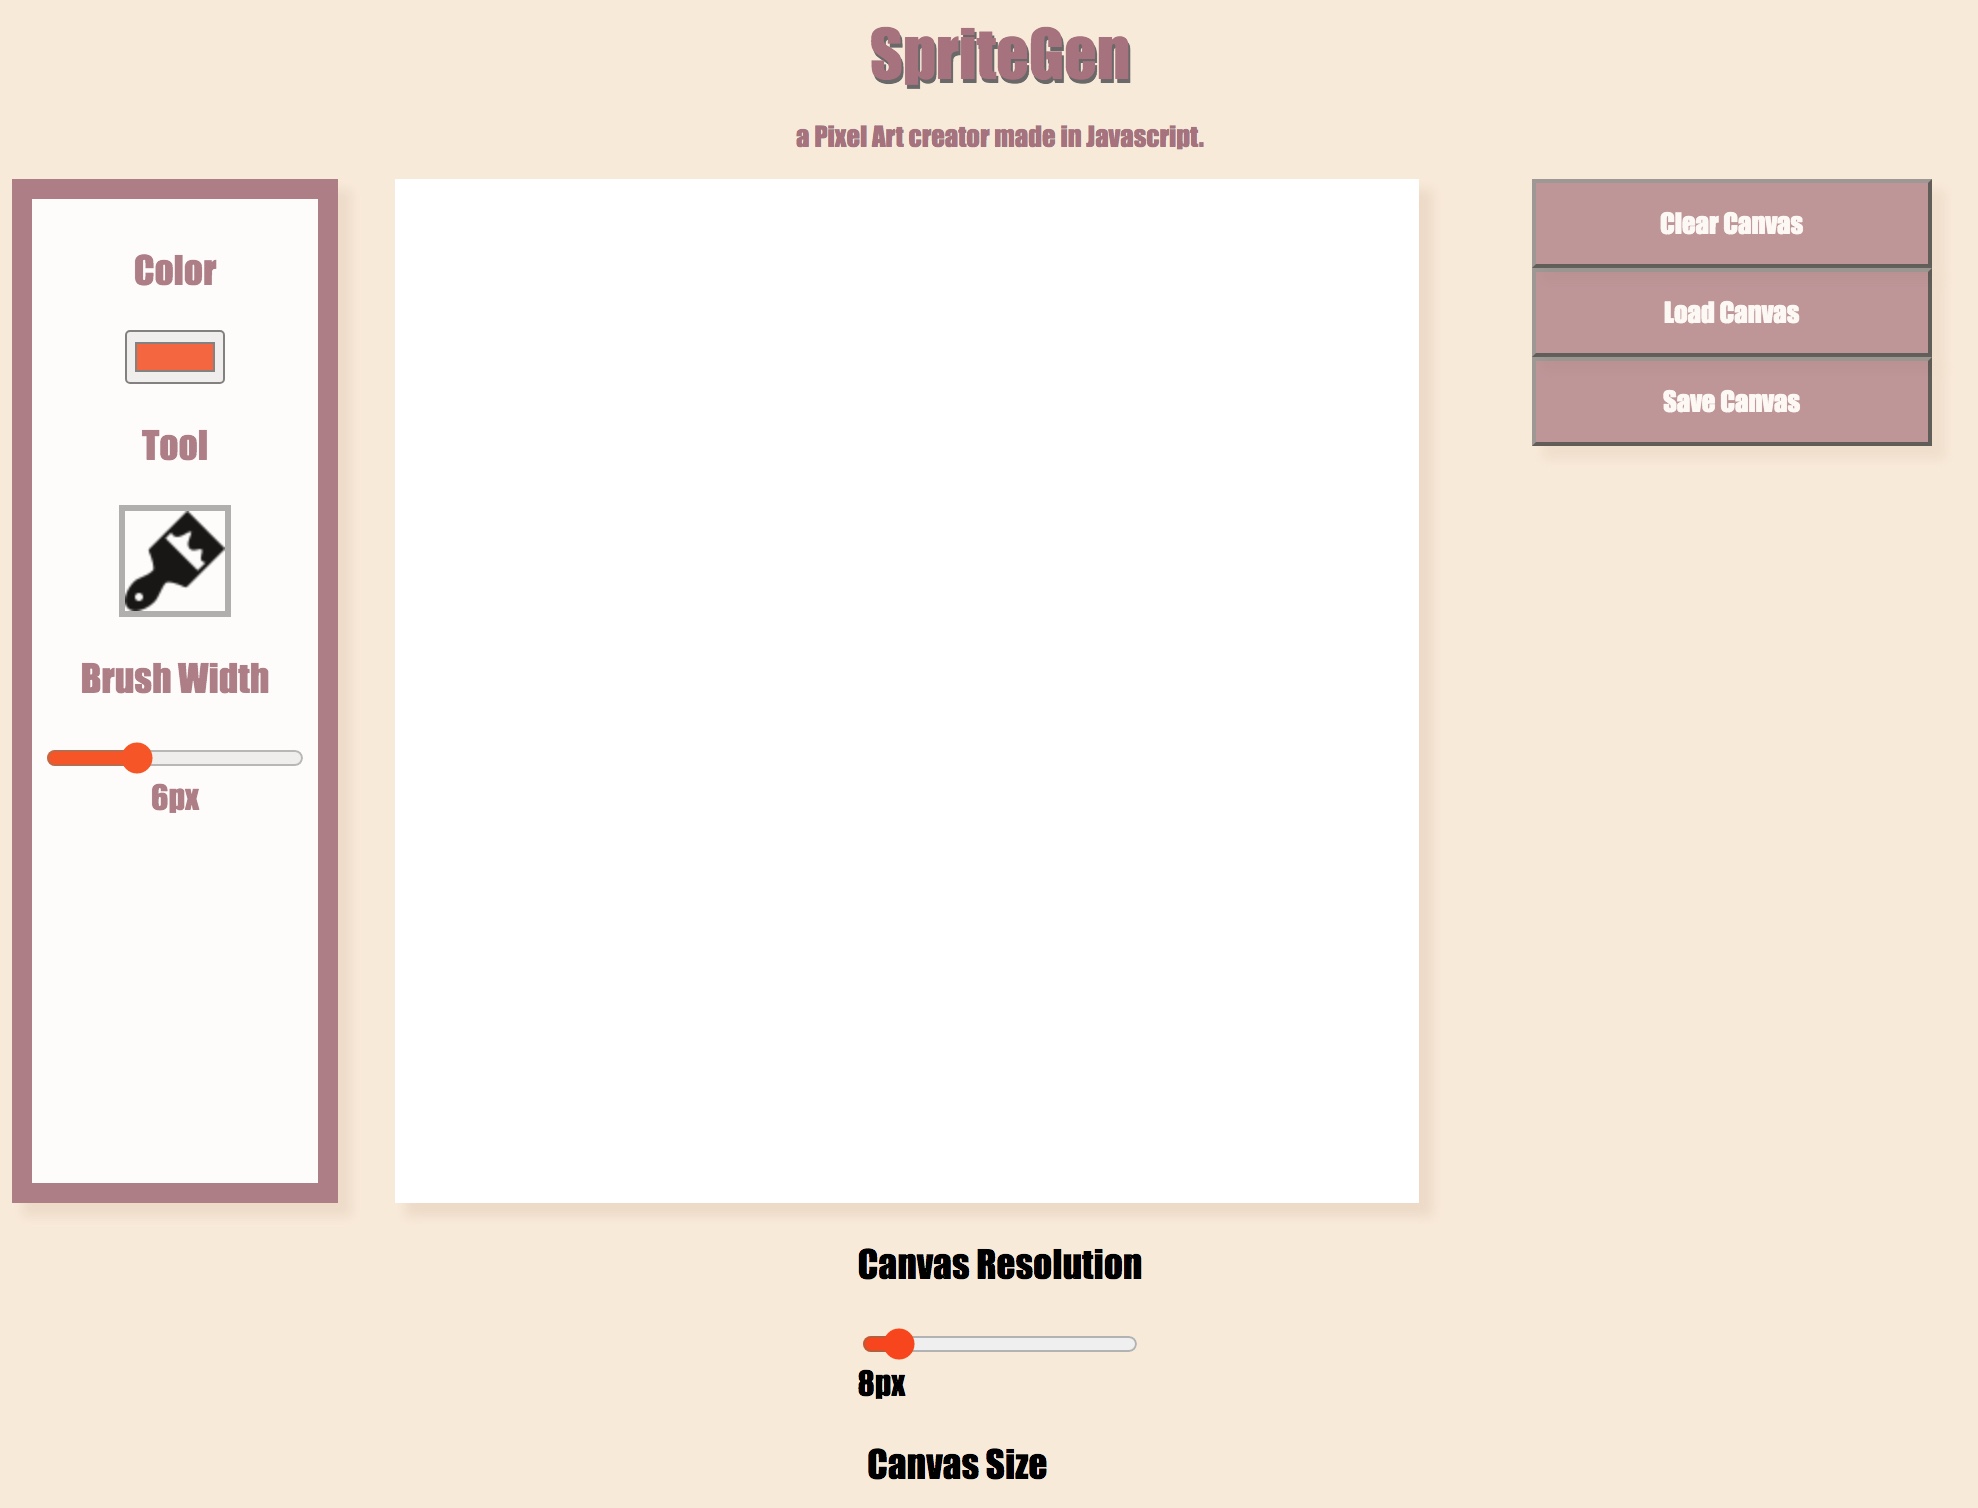 SpriteGen
a Pixel Art creator made in Javascript.
Color
Tool
Brush Width
6px
Clear Canvas
Load Canvas
Save Canvas
Canvas Resolution
8px
Canvas Size